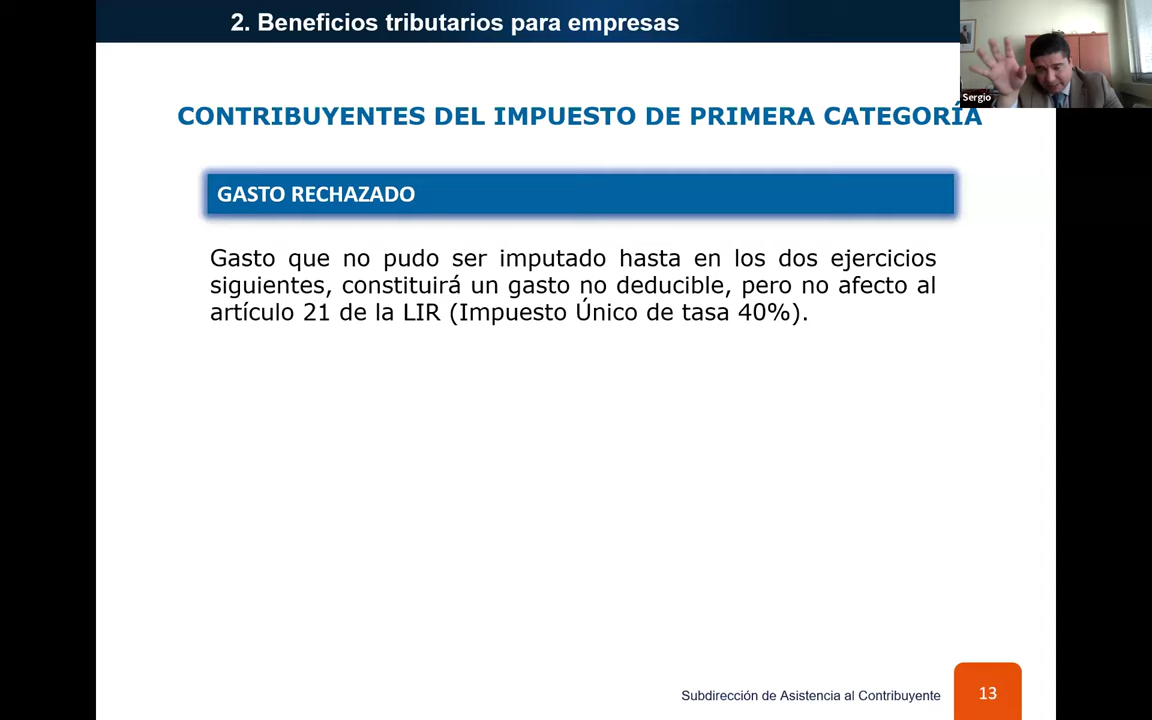 2. Beneficios tributarios para empresas
Sergio
CONTRIBUYENTES DEL IMPUESTO DE PRIMERA CATEGORÍA
GASTO RECHAZADO
Gasto que no pudo ser imputado hasta en los dos ejercicios
siguientes, constituirá un gasto no deducible, pero no afecto al
artículo 21 de la LIR (Impuesto Único de tasa 40%).
Subdirección de Asistencia al Contribuyente
13